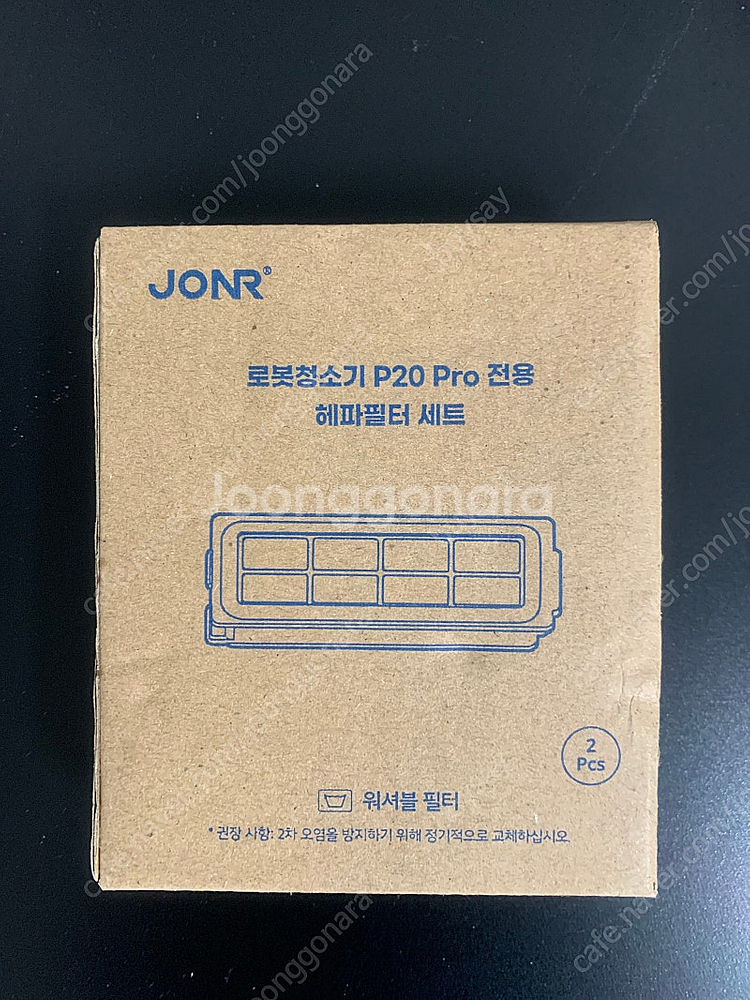 JONR®
로봇청소기 P20 Pro 전용
헤파필터 세트
Joonggonara
2
Pcs
워셔블 필터
* 권장 사항: 2차 오염을 방지하기 위해 정기적으로 교체하십시오